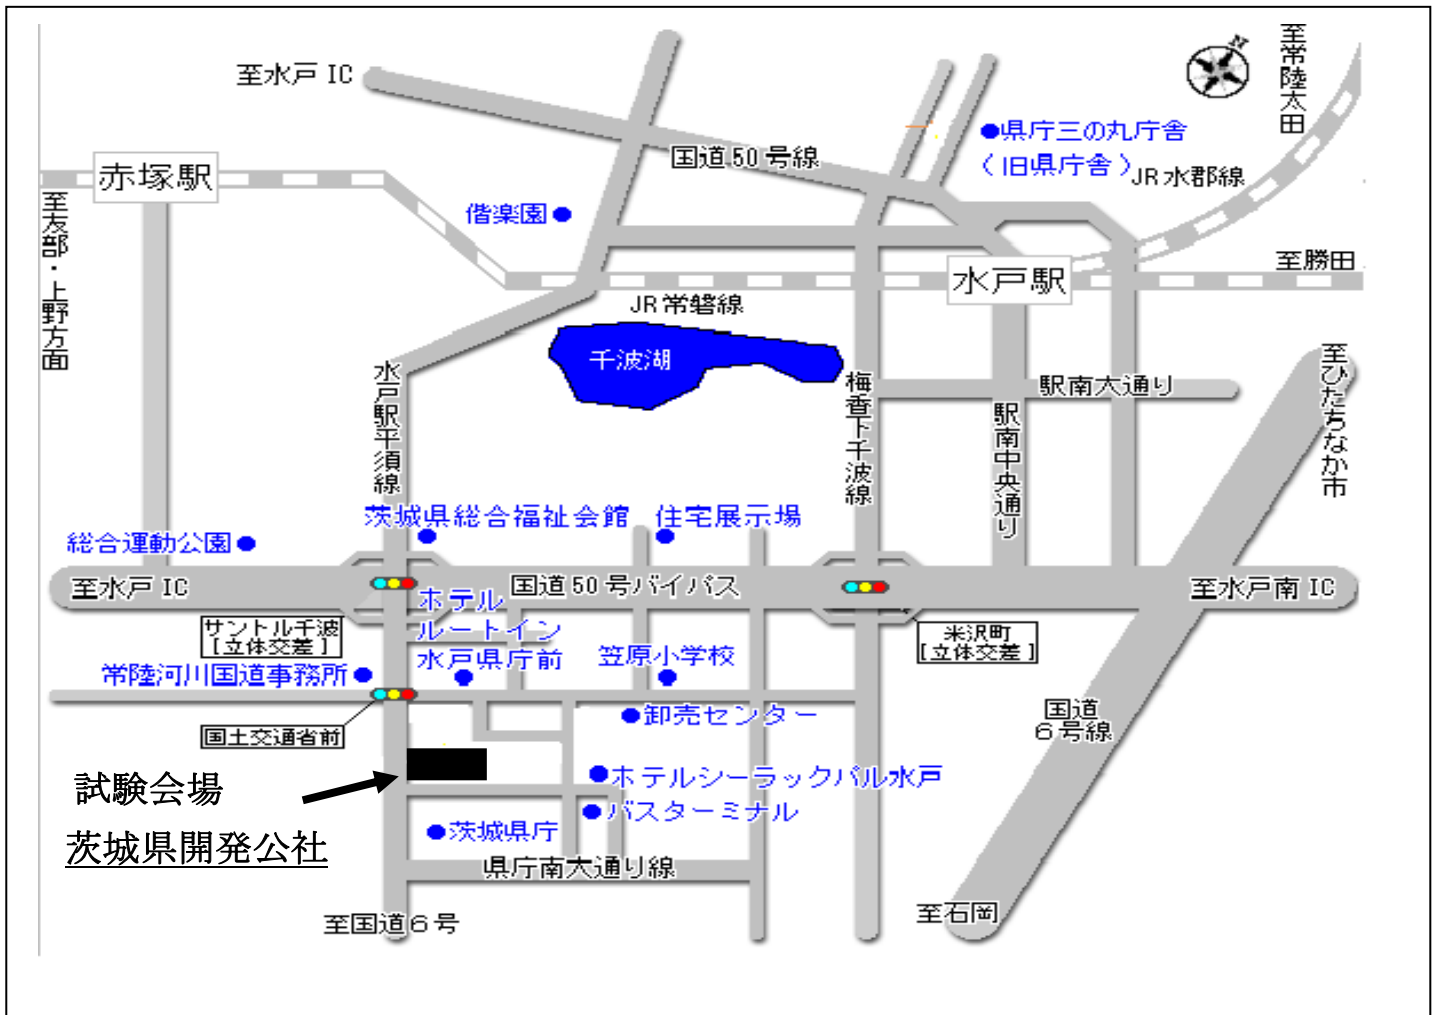 至水戸 IC
N
至常陸太田
国道50号線
●県庁三の丸庁舎
(旧県庁舎)
JR水郡線
赤塚駅
至友部・上野方面
偕楽園●
水戸駅
至勝田
JR常磐線
千波湖
水戸駅平須線
梅香下千波線
駅南大通り
駅南中央通り
至ひたちなか市
茨城県総合福祉会館
住宅展示場
総合運動公園●
至水戸 IC
国道50号バイパス
至水戸南IC
サントル千波
[立体交差]
ホテル
ルートイン
水戸県庁前
米沢町
[立体交差]
笠原小学校
常陸河川国道事務所●
国土交通省前
●卸売センター
国道
6号線
試験会場
茨城県開発公社
●ホテルシーラックパル水戸
●バスターミナル
●茨城県庁
県庁南大通り線
至国道6号
至石岡